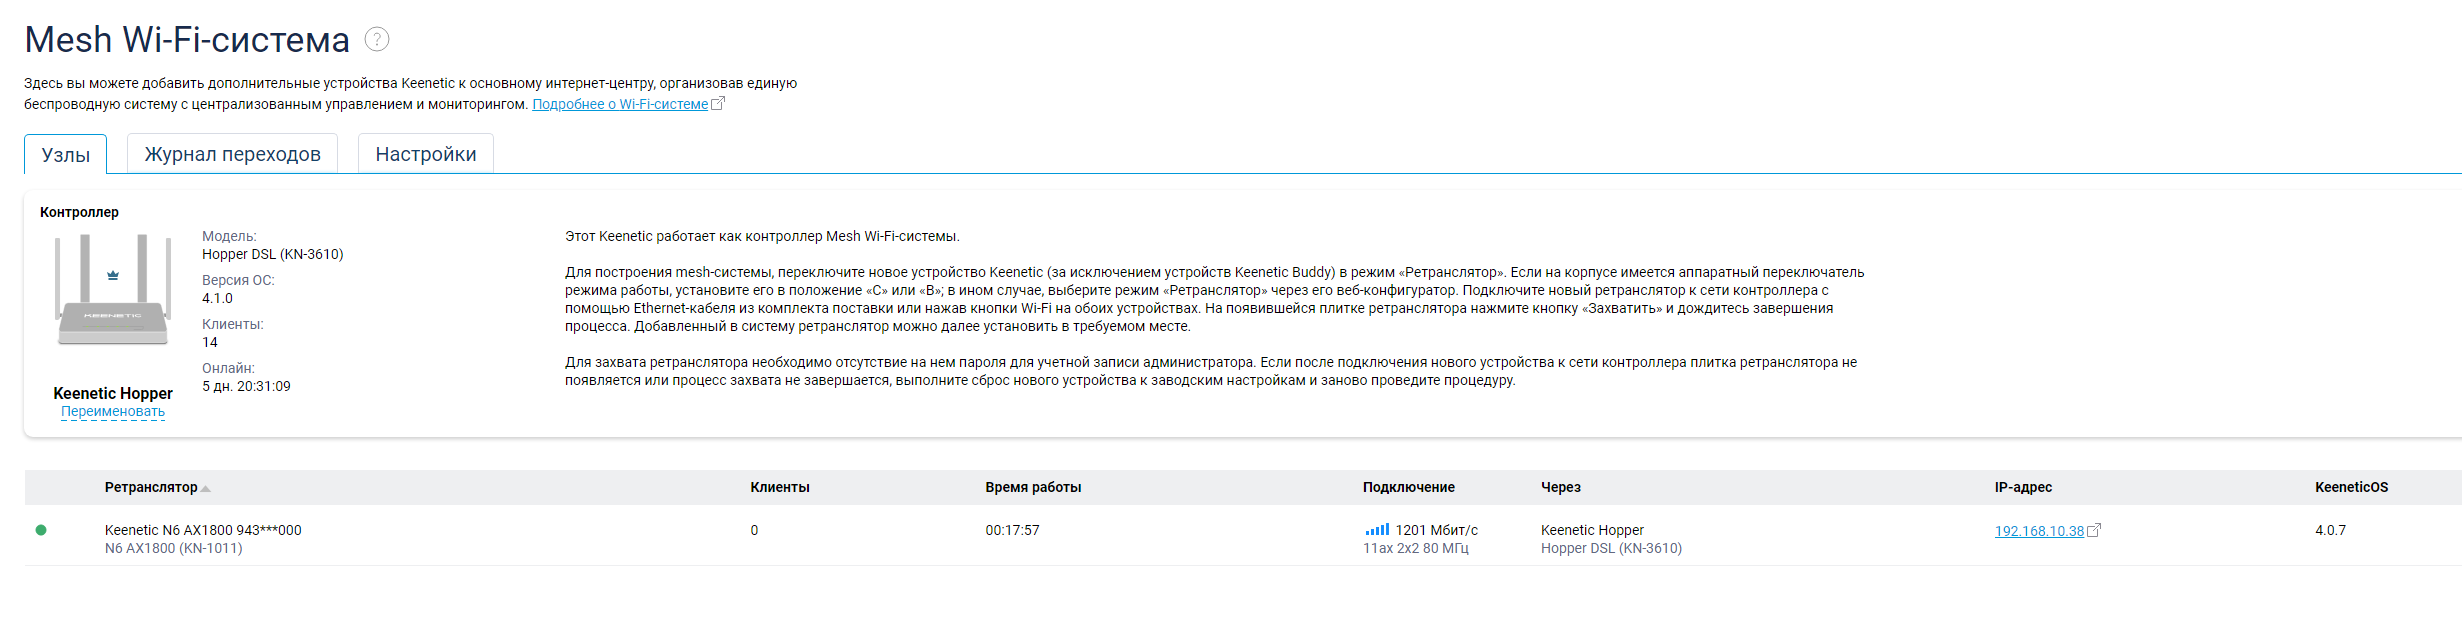 Mesh Wi-Fi-система ?
Здесь вы можете добавить дополнительные устройства Keenetic к основному интернет-центру, организовав единую
беспроводную систему с централизованным управлением и мониторингом. Подробнее о Wi-Fi-системе
Узлы Журнал переходов Настройки
Контроллер
KEENETIC
Keenetic Hopper
Переименовать
Модель:
Hopper DSL (KN-3610)
Версия ОС:
4.1.0
Клиенты:
14
Онлайн:
5 дн. 20:31:09
Этот Keenetic работает как контроллер Mesh Wi-Fi-системы.
Для построения mesh-системы, переключите новое устройство Keenetic (за исключением устройств Keenetic Buddy) в режим «Ретранслятор». Если на корпусе имеется аппаратный переключатель
режима работы, установите его в положение «C» или «B»; в ином случае, выберите режим «Ретранслятор» через его веб-конфигуратор. Подключите новый ретранслятор к сети контроллера с
помощью Ethernet-кабеля из комплекта поставки или нажав кнопки Wi-Fi на обоих устройствах. На появившейся плитке ретранслятора нажмите кнопку «Захватить» и дождитесь завершения
процесса. Добавленный в систему ретранслятор можно далее установить в требуемом месте.
Для захвата ретранслятора необходимо отсутствие на нем пароля для учетной записи администратора. Если после подключения нового устройства к сети контроллера плитка ретранслятора не
появляется или процесс захвата не завершается, выполните сброс нового устройства к заводским настройкам и заново проведите процедуру.
Ретранслятор Клиенты Время работы Подключение Через IP-адрес KeeneticOS
Keenetic N6 AX1800 943***000 0 00:17:57 1201 Мбит/с Keenetic Hopper 192.168.10.38 4.0.7
N6 AX1800 (KN-1011) 11ax 2x2 80 МГц Hopper DSL (KN-3610)